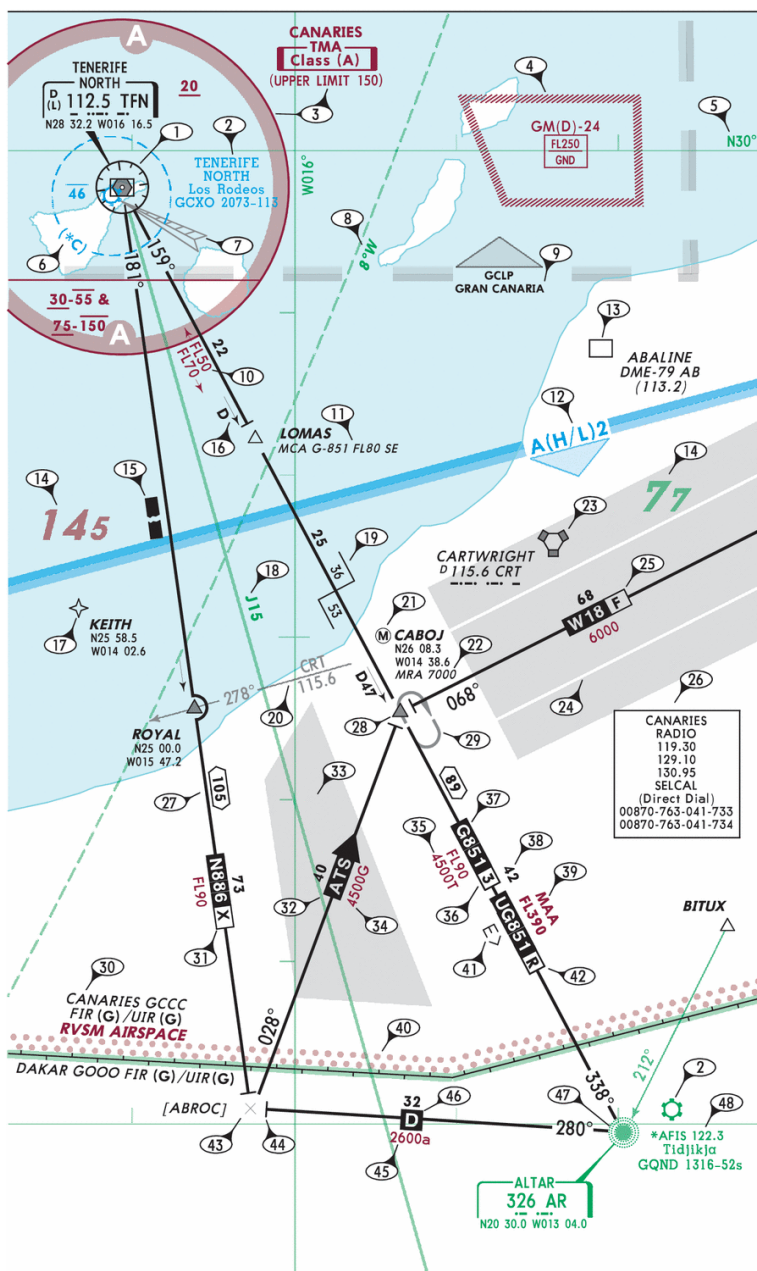 CANARIES
TMA
Class (A)
(UPPER LIMIT 150)
A
TENERIFE
NORTH
D
(L) 112.5 TFN
N28 32.2 W016 16.5
20
1
2
3
4
5
GM(D)-24
FL250
GND
N30°
TENERIFE
NORTH
Los Rodeos
GCXO 2073-113
W016°
46
(*C)
6
7
8
8°W
9
GCLP
GRAN CANARIA
181°
159°
30-55 &
75-150
A
13
22
FL50
FL70
10
ABALINE
DME-79 AB
(113.2)
D
16
11
12
LOMAS
MCA G-851 FL80 SE
A(H/L)2
14
15
14
145
77
23
25
19
36
CARTWRIGHT
D 115.6 CRT
18
J15
53
21
25
68
W18 F
6000
KEITH
N25 58.5
W014 02.6
17
M
CABOJ
N26 08.3
W014 38.6
MRA 7000
22
CRT
115.6
278°
D47
068°
20
24
26
28
29
ROYAL
N25 00.0
W015 47.2
CANARIES
RADIO
119.30
129.10
130.95
SELCAL
(Direct Dial)
00870-763-041-733
00870-763-041-734
33
27
105
89
37
35
G851 3
FL90
4500T
38
42
40
ATS
4500G
39
MAA
FL390
73
N886 X
FL90
32
34
36
UG851 R
BITUX
31
E>
41
42
30
CANARIES GCCC
FIR (G)/UIR(G)
RVSM AIRSPACE
40
028°
DAKAR GOOO FIR (G)/UIR(G)
338°
212°
[ABROC]
46
47
2
48
32
D
2600a
280°
43
44
45
*AFIS 122.3
Tidjikja
GQND 1316-52s
ALTAR
326 AR
N20 30.0 W013 04.0